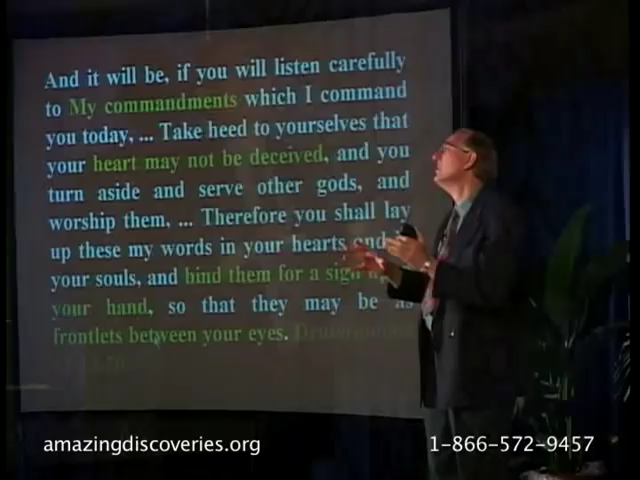 And it will be, if you will listen carefully
to My commandments which I command
you today, ... Take heed to yourselves that
your heart may not be deceived, and you
turn aside and serve other gods, and
worship them, ... Therefore you shall lay
up these my words in your hearts and
your souls, and bind them for a sign
your hand, so that they may be as
frontlets between your eyes.
amazingdiscoveries.org
1-866-572-9457